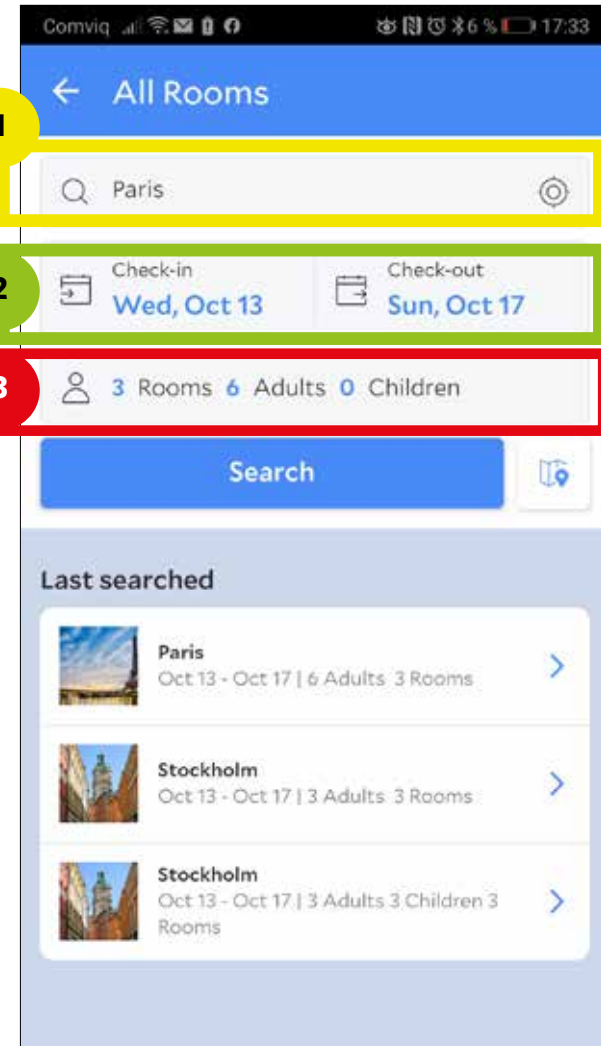 Comviq 6 % 17:33
All Rooms
1
Paris
2
Check-in Check-out
Wed, Oct 13 Sun, Oct 17
3
3 Rooms 6 Adults 0 Children
Search
Last searched
Paris
Oct 13 - Oct 17 | 6 Adults 3 Rooms
Stockholm
Oct 13 - Oct 17 | 3 Adults 3 Rooms
Stockholm
Oct 13 - Oct 17 | 3 Adults 3 Children 3
Rooms